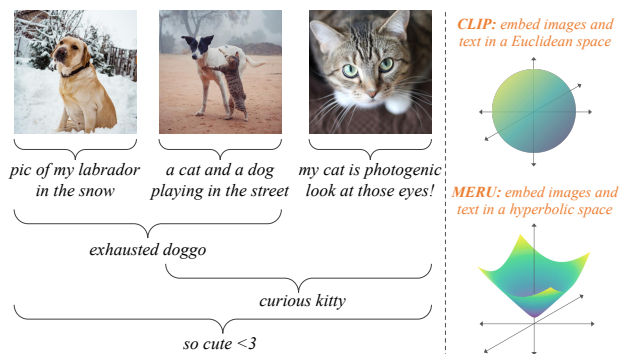 pic of my labrador
in the snow
a cat and a dog
playing in the street
my cat is photogenic
look at those eyes!
exhausted doggo
curious kitty
so cute <3
CLIP: embed images and
text in a Euclidean space
MERU: embed images and
text in a hyperbolic space